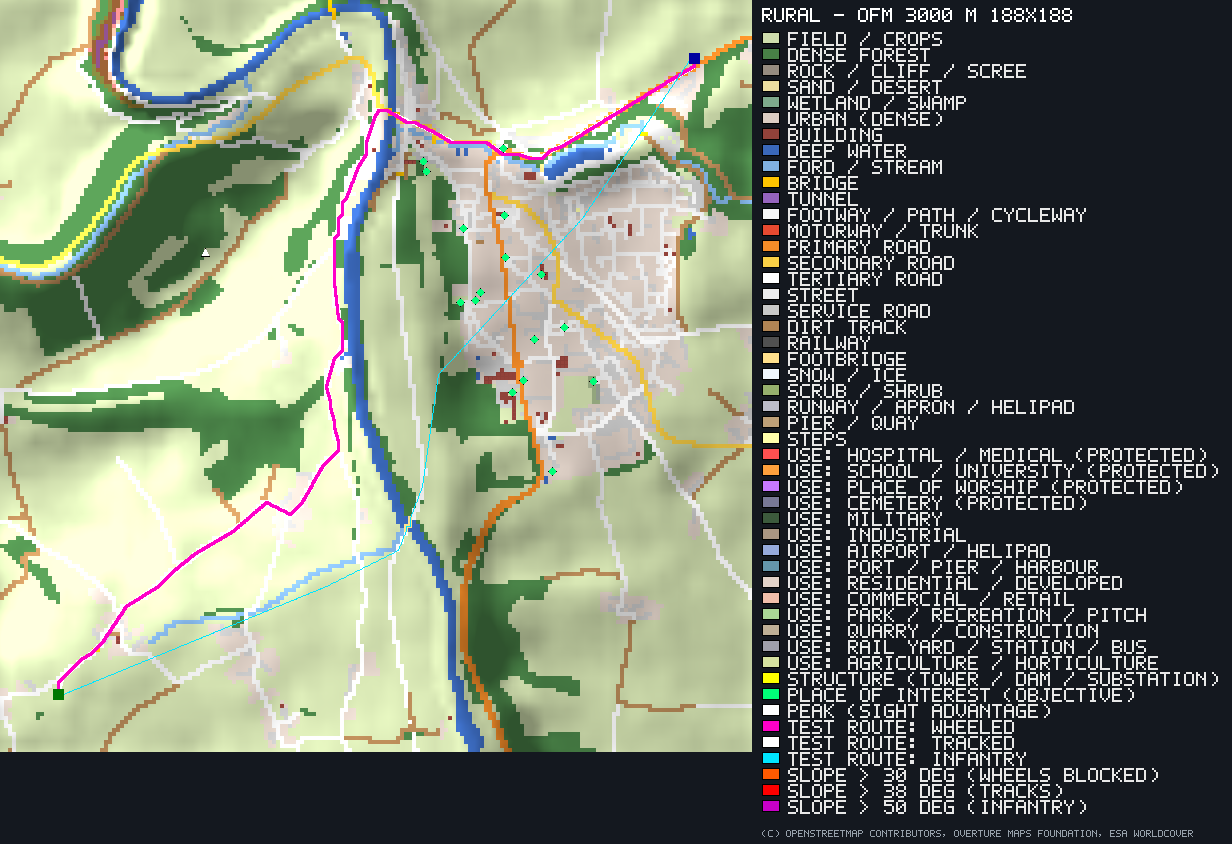 RURAL - OFM 3000 M 188X188
FIELD / CROPS
DENSE FOREST
ROCK / CLIFF / SCREE
SAND / DESERT
WETLAND / SWAMP
URBAN (DENSE)
BUILDING
DEEP WATER
FORD / STREAM
BRIDGE
TUNNEL
FOOTWAY / PATH / CYCLEWAY
MOTORWAY / TRUNK
PRIMARY ROAD
SECONDARY ROAD
TERTIARY ROAD
STREET
SERVICE ROAD
DIRT TRACK
RAILWAY
FOOTBRIDGE
SNOW / ICE
SCRUB / SHRUB
RUNWAY / APRON / HELIPAD
PIER / QUAY
STEPS
USE: HOSPITAL / MEDICAL (PROTECTED)
USE: SCHOOL / UNIVERSITY (PROTECTED)
USE: PLACE OF WORSHIP (PROTECTED)
USE: CEMETERY (PROTECTED)
USE: MILITARY
USE: INDUSTRIAL
USE: AIRPORT / HELIPAD
USE: PORT / PIER / HARBOUR
USE: RESIDENTIAL / DEVELOPED
USE: COMMERCIAL / RETAIL
USE: PARK / RECREATION / PITCH
USE: QUARRY / CONSTRUCTION
USE: RAIL YARD / STATION / BUS
USE: AGRICULTURE / HORTICULTURE
STRUCTURE (TOWER / DAM / SUBSTATION)
PLACE OF INTEREST (OBJECTIVE)
PEAK (SIGHT ADVANTAGE)
TEST ROUTE: WHEELED
TEST ROUTE: TRACKED
TEST ROUTE: INFANTRY
SLOPE > 30 DEG (WHEELS BLOCKED)
SLOPE > 38 DEG (TRACKS)
SLOPE > 50 DEG (INFANTRY)
(C) OPENSTREETMAP CONTRIBUTORS, OVERTURE MAPS FOUNDATION, ESA WORLDCOVER